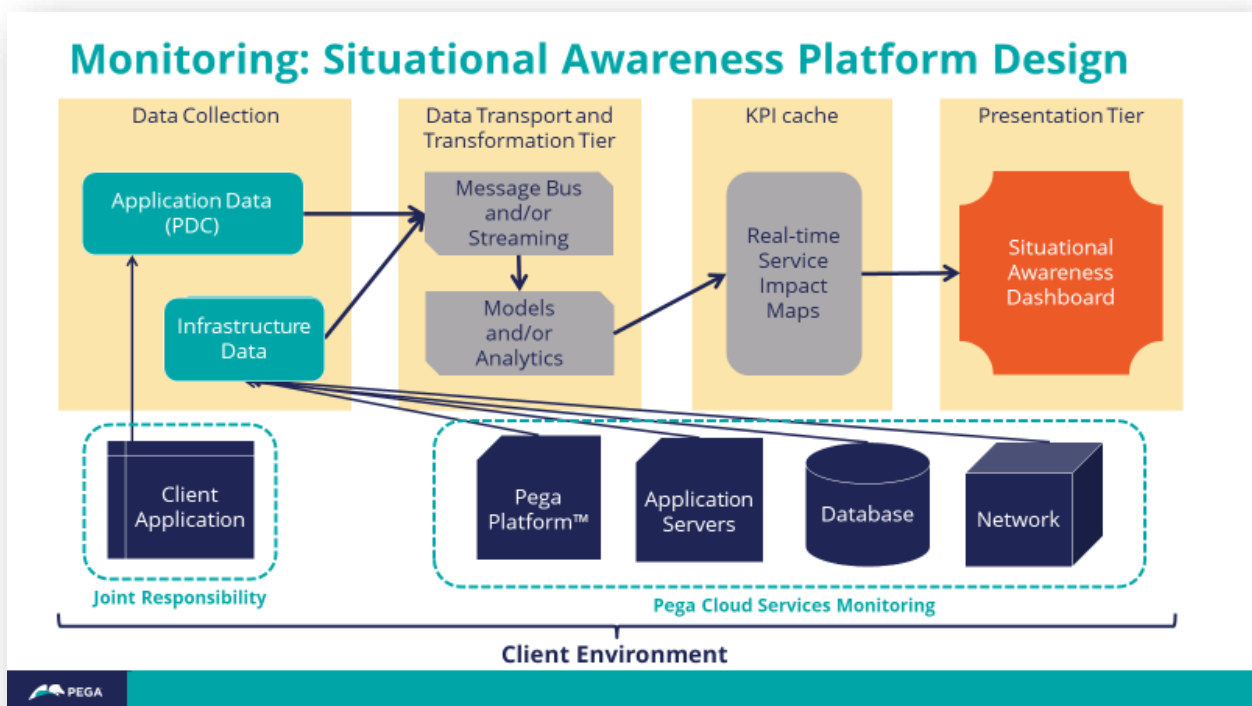 Monitoring: Situational Awareness Platform Design
Data Collection
Data Transport and
Transformation Tier
KPI cache
Presentation Tier
Application Data
(PDC)
Message Bus
and/or
Streaming
Real-time
Service
Impact
Maps
Situational
Awareness
Dashboard
Infrastructure
Data
Models
and/or
Analytics
Client
Application
Pega
Platform™
Application
Servers
Database
Network
Joint Responsibility
Pega Cloud Services Monitoring
Client Environment
PEGA